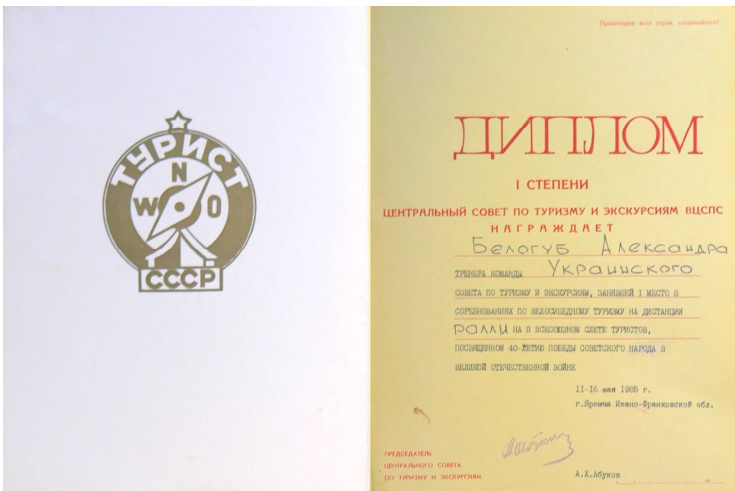 ТУРИСТ
N
W O
СССР
Пролетарии всех стран, соединяйтесь!
ДИПЛОМ
I СТЕПЕНИ
ЦЕНТРАЛЬНЫЙ СОВЕТ ПО ТУРИЗМУ И ЭКСКУРСИЯМ ВЦСПС
НАГРАЖДАЕТ
Белогуб Александра
ТРЕНЕРА КОМАНДЫ Украинского
СОВЕТА ПО ТУРИЗМУ И ЭКСКУРСИЯМ, ЗАНЯВШЕЙ I МЕСТО В
СОРЕВНОВАНИЯХ ПО ВЕЛОСИПЕДНОМУ ТУРИЗМУ НА ДИСТАНЦИИ
РАЛЛИ НА II ВСЕСОЮЗНОМ СЛЕТЕ ТУРИСТОВ,
ПОСВЯЩЕННОМ 40-ЛЕТИЮ ПОБЕДЫ СОВЕТСКОГО НАРОДА В
ВЕЛИКОЙ ОТЕЧЕСТВЕННОЙ ВОЙНЕ
11-16 мая 1985 г.
г.Яремча Ивано-Франковской обл.
ПРЕДСЕДАТЕЛЬ
ЦЕНТРАЛЬНОГО СОВЕТА
ПО ТУРИЗМУ И ЭКСКУРСИЯМ
А.Х.Абуков